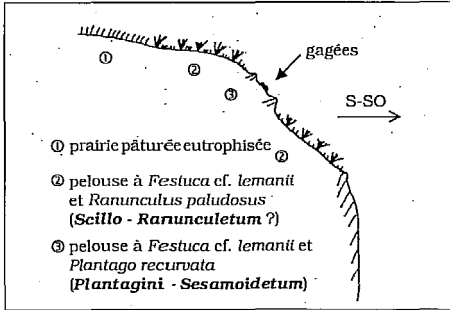 gagées
①
②
③
S-SO
②
① prairie pâturée eutrophisée
② pelouse à Festuca cf. lemanii
et Ranunculus paludosus
(Scillo - Ranunculetum ?)
③ pelouse à Festuca cf. lemanii et
Plantago recurvata
(Plantagini - Sesamoidetum)